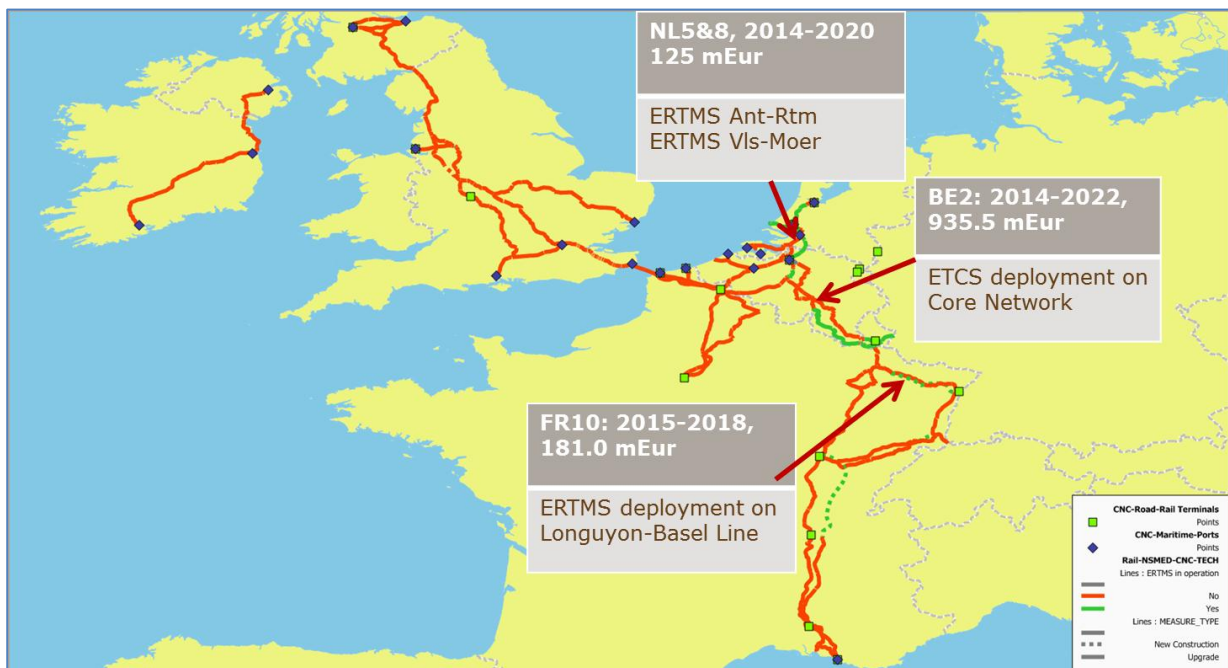 NL5&8, 2014-2020
125 mEur
ERTMS Ant-Rtm
ERTMS Vls-Moer
BE2: 2014-2022,
935.5 mEur
ETCS deployment on
Core Network
FR10: 2015-2018,
181.0 mEur
ERTMS deployment on
Longuyon-Basel Line
CNC-Road-Rail Terminals
Points
CNC-Maritime-Ports
Points
Rail-NSMED-CNC-TECH
Lines : ERTMS in operation
No
Yes
Lines : MEASURE_TYPE
New Construction
Upgrade